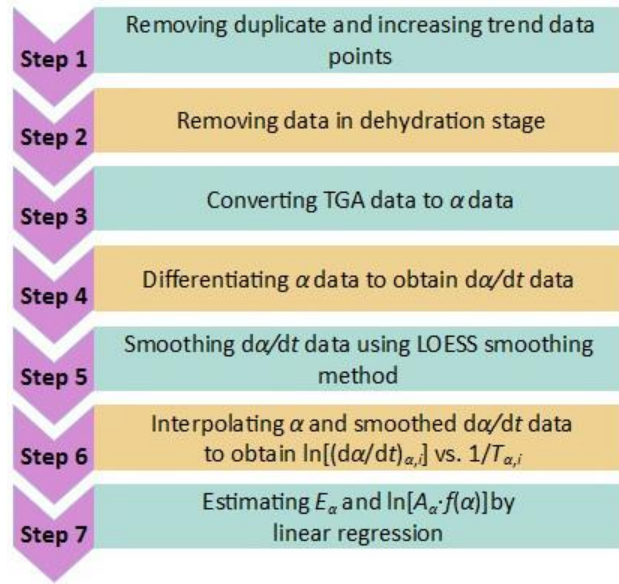 Step 1
Removing duplicate and increasing trend data
points
Step 2
Removing data in dehydration stage
Step 3
Converting TGA data to α data
Step 4
Differentiating α data to obtain dα/dt data
Step 5
Smoothing dα/dt data using LOESS smoothing
method
Step 6
Interpolating α and smoothed dα/dt data
to obtain ln[(dα/dt)α,i] vs. 1/Tα,i
Step 7
Estimating Eα and ln[Aα·f(α)]by
linear regression